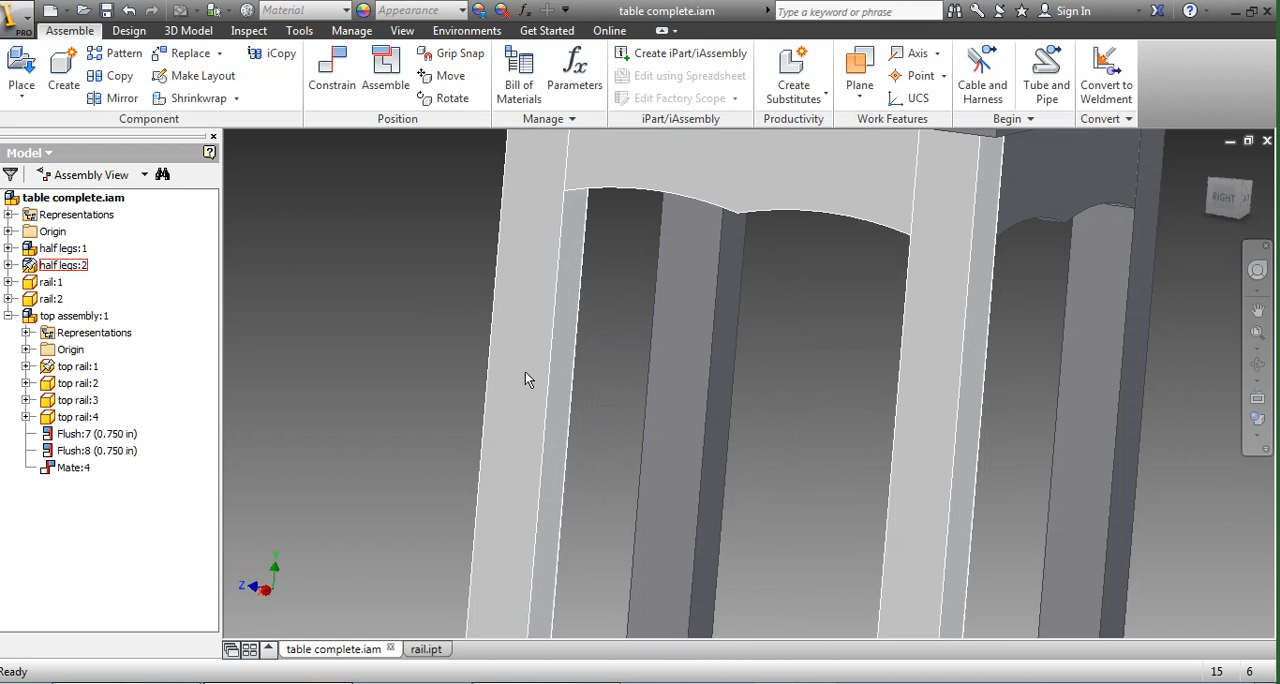 Material
Appearance
table complete.iam
Type a keyword or phrase
Sign In
PRO
Assemble
Design
3D Model
Inspect
Tools
Manage
View
Environments
Get Started
Online
Place
Create
Pattern
Copy
Mirror
Replace
Make Layout
Shrinkwrap
iCopy
Component
Constrain
Assemble
Grip Snap
Move
Rotate
Position
Bill of
Materials
Parameters
Manage
Create iPart/iAssembly
Edit using Spreadsheet
Edit Factory Scope
iPart/iAssembly
Create
Substitutes
Productivity
Plane
Axis
Point
UCS
Work Features
Cable and
Harness
Tube and
Pipe
Begin
Convert to
Weldment
Convert
Model
Assembly View
table complete.iam
Representations
Origin
half legs:1
half legs:2
rail:1
rail:2
top assembly:1
Representations
Origin
top rail:1
top rail:2
top rail:3
top rail:4
Flush:7 (0.750 in)
Flush:8 (0.750 in)
Mate:4
RIGHT
Y
Z
table complete.iam
rail.ipt
Ready
15
6